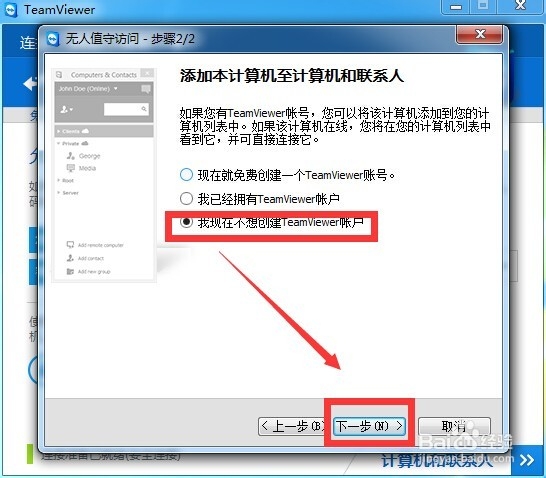 TeamViewer
无人值守访问 - 步骤2/2
Computers & Contacts
John Doe (Online)
Clients
Private
George
Media
Root
Server
Add remote computer
Add contact
Add new group
添加本计算机至计算机和联系人
如果您有TeamViewer帐号，您可以将该计算机添加到您的计
算机列表中。如果该计算机在线，您将在您的计算机列表中
看到它，并可直接连接它。
现在就免费创建一个TeamViewer账号。
我已经拥有TeamViewer帐户
我现在不想创建TeamViewer帐户
<上一步(B) 下一步(N) > 取消
连接准备已就绪(安全连接)
计算机和联系人
Baidu经验
jingyan.baidu.com